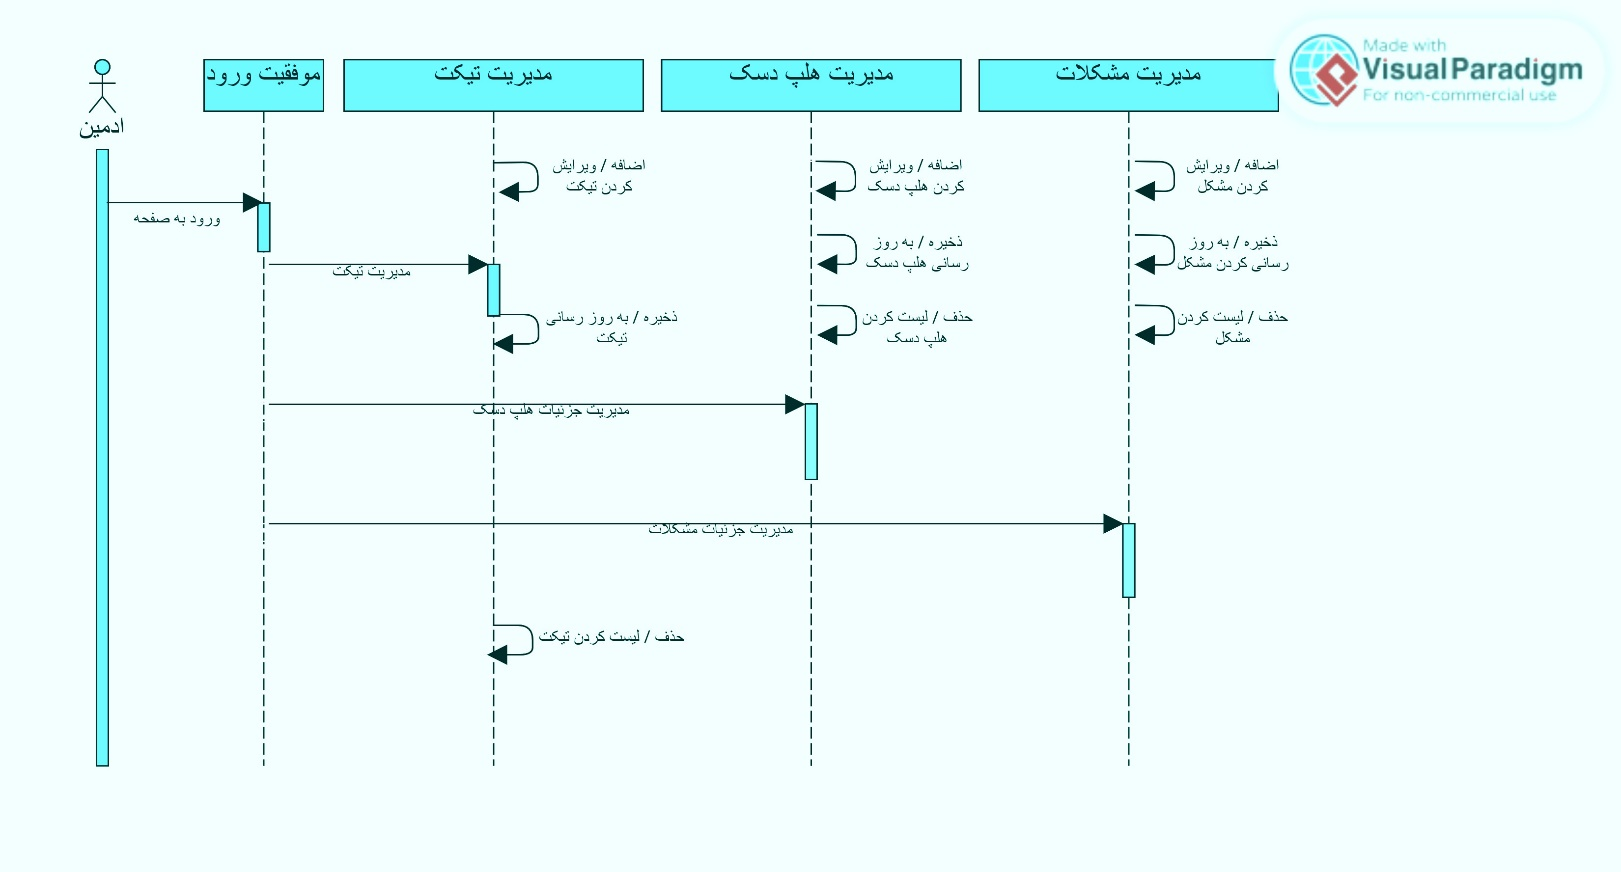 Made with
Visual Paradigm
For non-commercial use
ادمین
موفقیت ورود
مدیریت تیکت
مدیریت هلپ دسک
مدیریت مشکلات
اضافه / ویرایش
کردن تیکت
اضافه / ویرایش
کردن هلپ دسک
اضافه / ویرایش
کردن مشکل
ورود به صفحه
ذخیره / به روز
رسانی هلپ دسک
ذخیره / به روز
رسانی کردن مشکل
مدیریت تیکت
ذخیره / به روز رسانی
تیکت
حذف / لیست کردن
هلپ دسک
حذف / لیست کردن
مشکل
مدیریت جزئیات هلپ دسک
مدیریت جزئیات مشکلات
حذف / لیست کردن تیکت